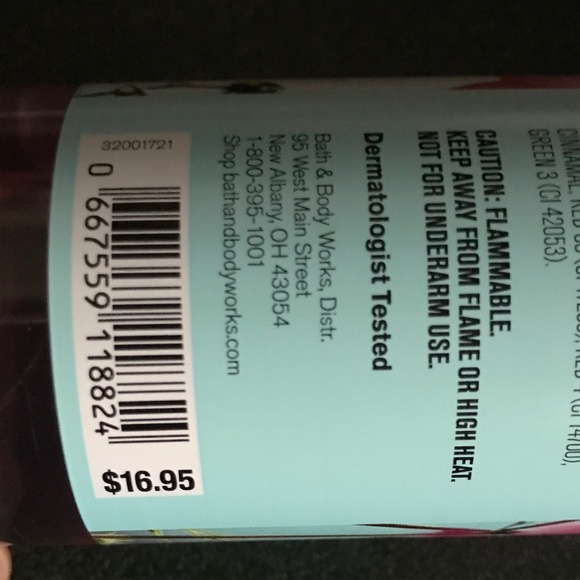 GREEN 3 (CI 42053).
CAUTION: FLAMMABLE.
KEEP AWAY FROM FLAME OR HIGH HEAT.
NOT FOR UNDERARM USE.
Dermatologist Tested
Bath & Body Works, Distr.
95 West Main Street
New Albany, OH 43054
1-800-395-1001
Shop bathandbodyworks.com
32001721
0 667559 118824
$16.95